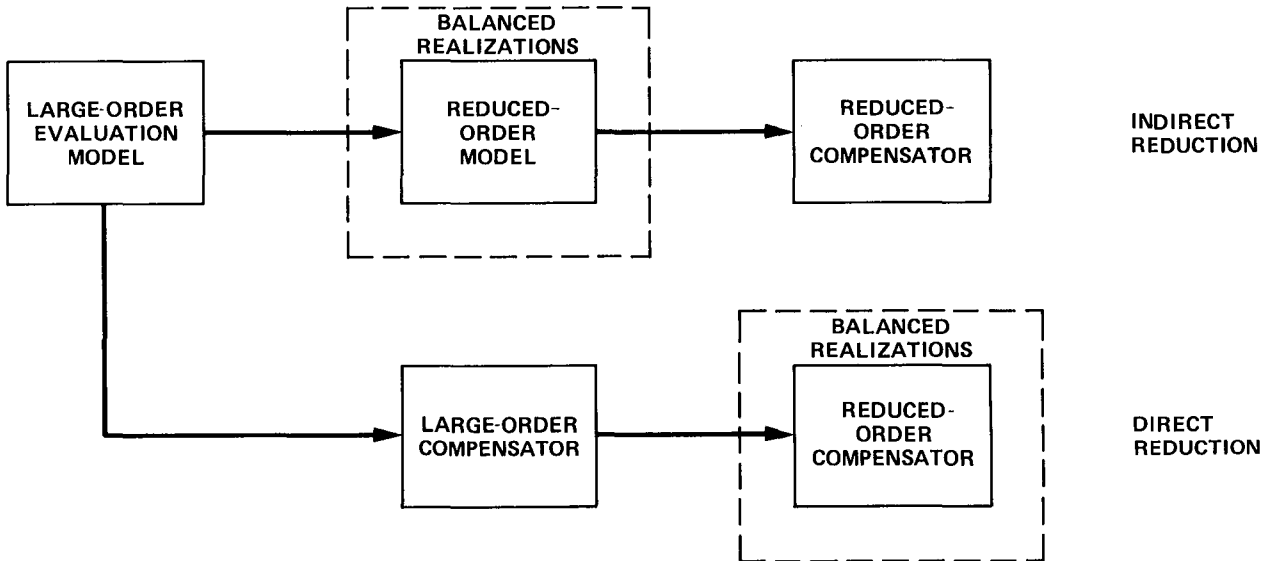 BALANCED
REALIZATIONS
LARGE-ORDER
EVALUATION
MODEL
REDUCED-
ORDER
MODEL
REDUCED-
ORDER
COMPENSATOR
INDIRECT
REDUCTION
BALANCED
REALIZATIONS
LARGE-ORDER
COMPENSATOR
REDUCED-
ORDER
COMPENSATOR
DIRECT
REDUCTION